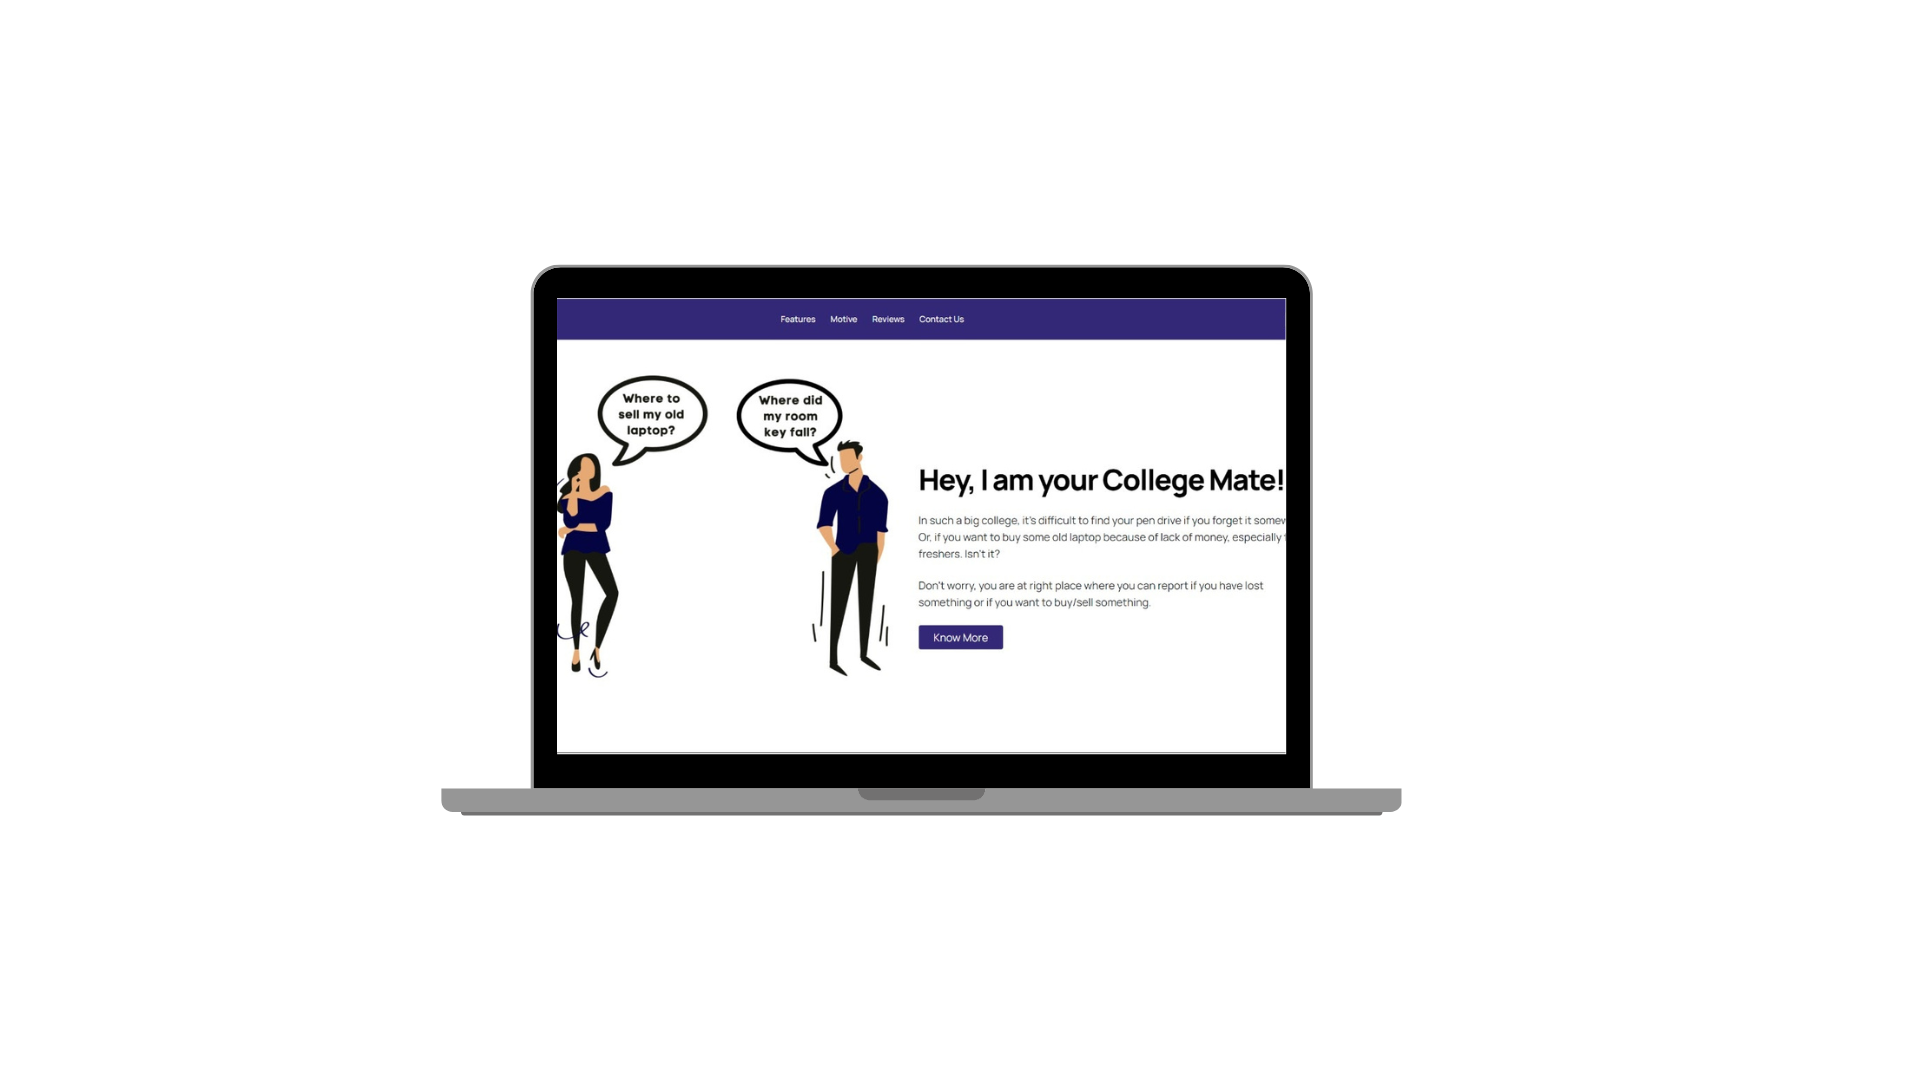 Features Motive Reviews Contact Us
Where to
sell my old
laptop?
Where did
my room
key fall?
Hey, I am your College Mate!
In such a big college, it's difficult to find your pen drive if you forget it
Or, if you want to buy some old laptop because of lack of money, especially
freshers. Isn't it?
Don't worry, you are at right place where you can report if you have lost
something or if you want to buy/sell something.
Know More